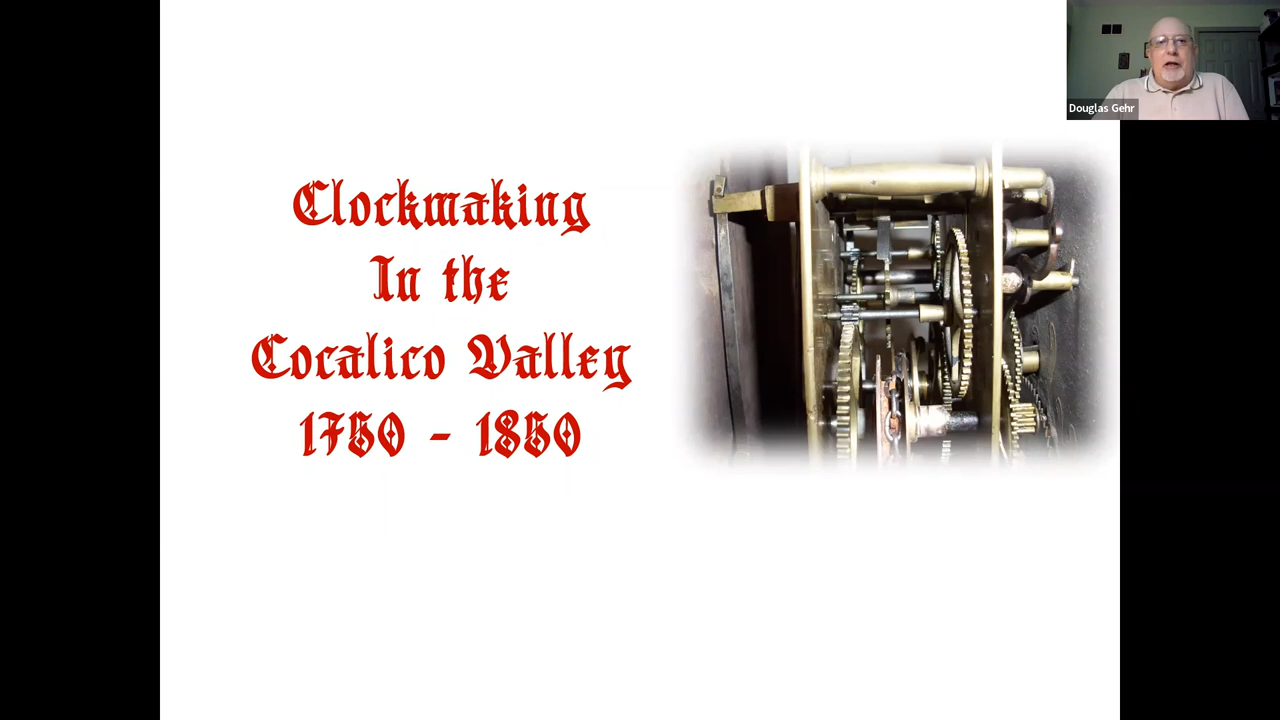 Clockmaking
In the
Cocalico Valley
1750 - 1850
Douglas Gehr